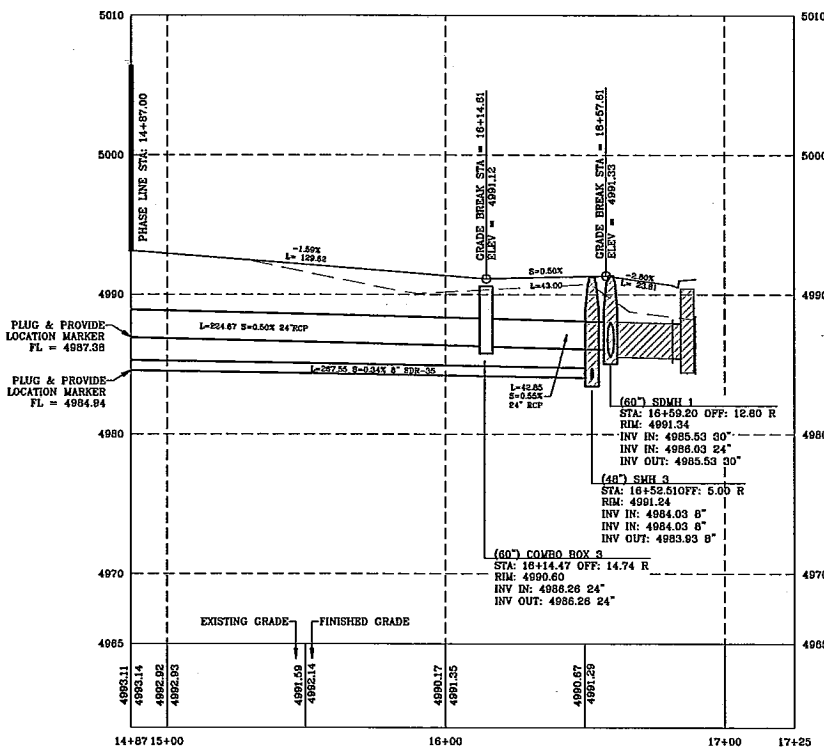 5010
5010
5005
5005
5000
5000
4990
4990
4980
4980
4970
4970
4965
4965
PHASE LINE STA: 14+87.00
GRADE BREAK STA = 16+14.61
ELEV = 4991.12
GRADE BREAK STA = 16+57.61
ELEV = 4991.33
-1.59%
L= 129.62
S=0.50%
L=43.00
-2.80%
L= 23.81
L=224.67 S=0.50% 24"RCP
PLUG & PROVIDE
LOCATION MARKER
FL = 4987.38
L=267.55 S=0.34% 8" SDR-35
PLUG & PROVIDE
LOCATION MARKER
FL = 4984.94
L=42.85
S=0.55%
24" RCP
(60") SDMH 1
STA: 16+59.20 OFF: 12.80 R
RIM: 4991.34
INV IN: 4985.53 30"
INV IN: 4986.03 24"
INV OUT: 4985.53 30"
(48") SMH 3
STA: 16+52.51OFF: 5.00 R
RIM: 4991.24
INV IN: 4984.03 8"
INV IN: 4984.03 8"
INV OUT: 4983.93 8"
(60") COMBO BOX 3
STA: 16+14.47 OFF: 14.74 R
RIM: 4990.60
INV IN: 4986.26 24"
INV OUT: 4986.26 24"
EXISTING GRADE
FINISHED GRADE
4993.11
4993.14
4992.92
4992.93
4991.59
4992.14
4990.17
4991.35
4990.67
4991.29
14+87
15+00
16+00
17+00
17+25